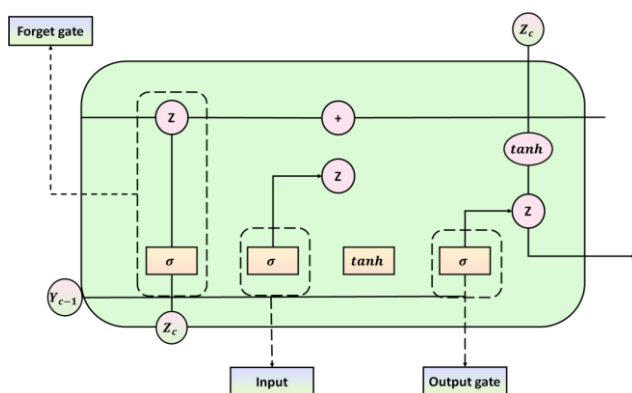 Forget gate
Z_c
Z
+
tanh
Z
Z
σ
σ
tanh
σ
Y_{c-1}
Z_c
Input
Output gate